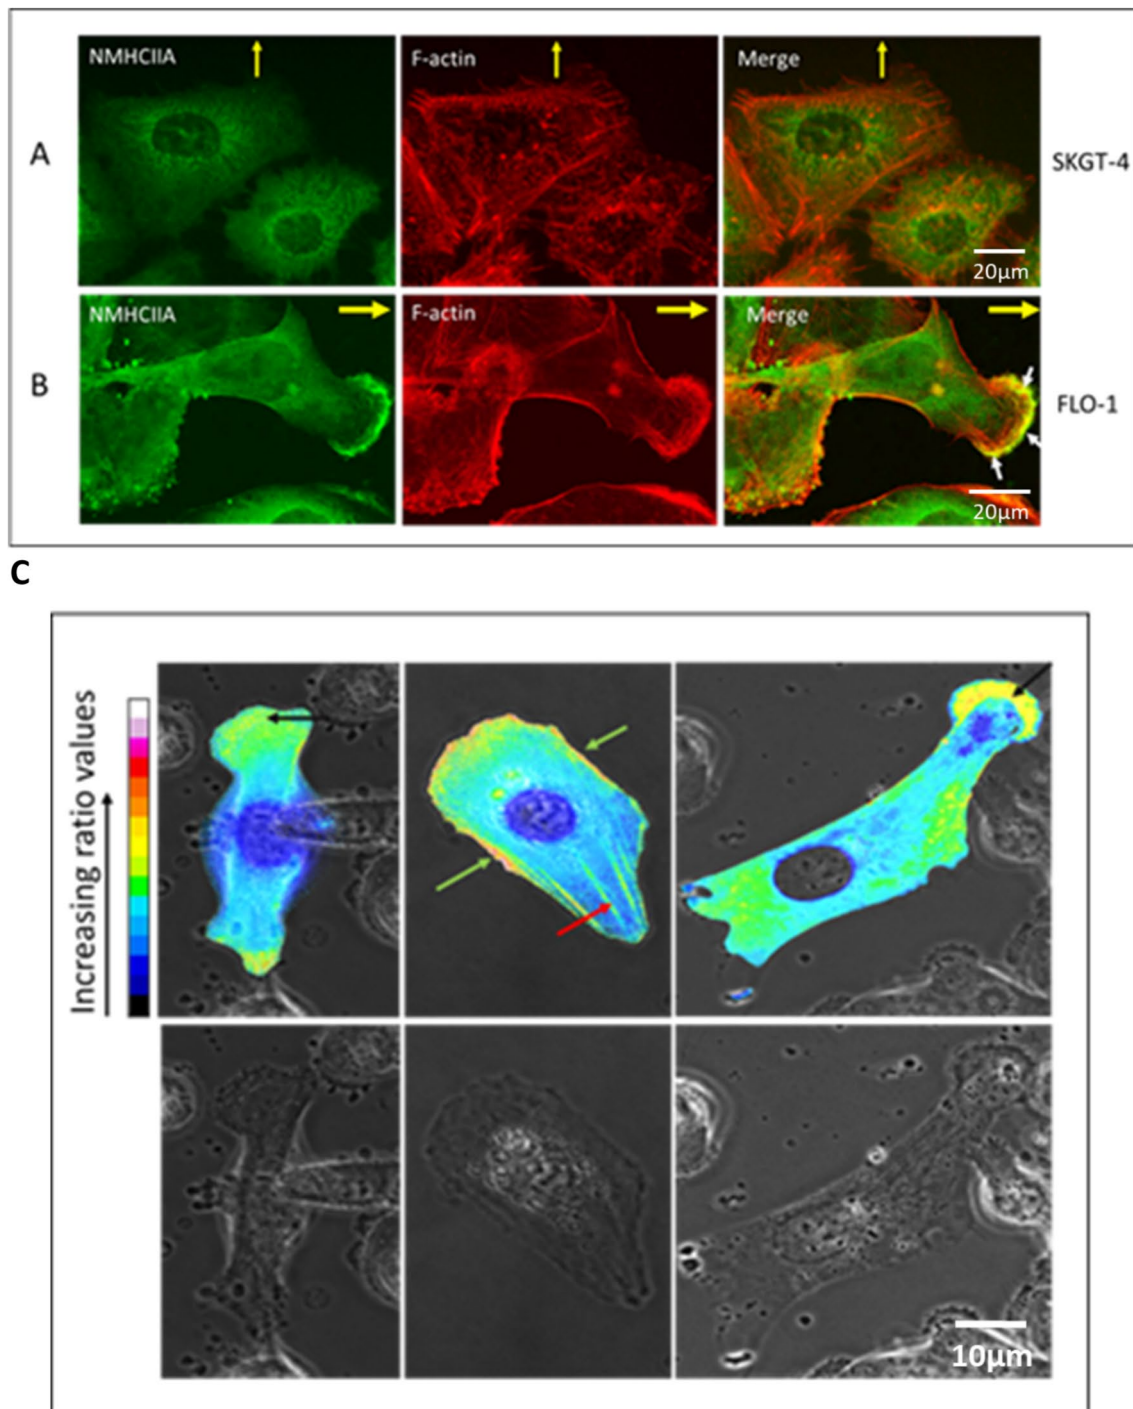 NMHCIIA F-actin Merge
A SKGT-4
20µm
NMHCIIA F-actin Merge
B FLO-1
20µm
C
Increasing ratio values
10µm